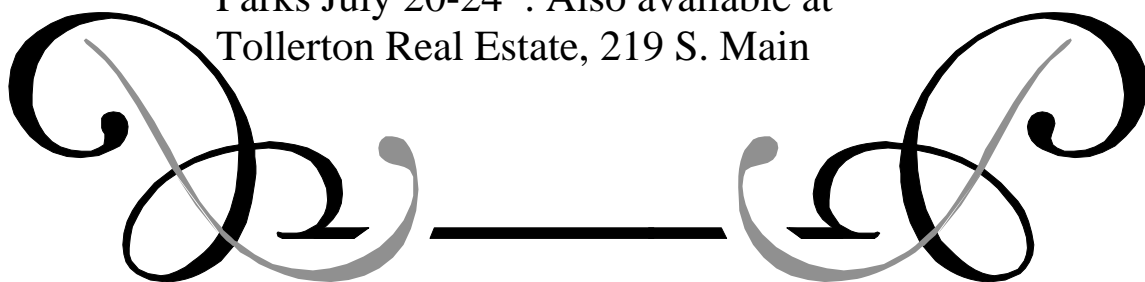 Parks July 20-24 . Also available at
Tollerton Real Estate, 219 S. Main